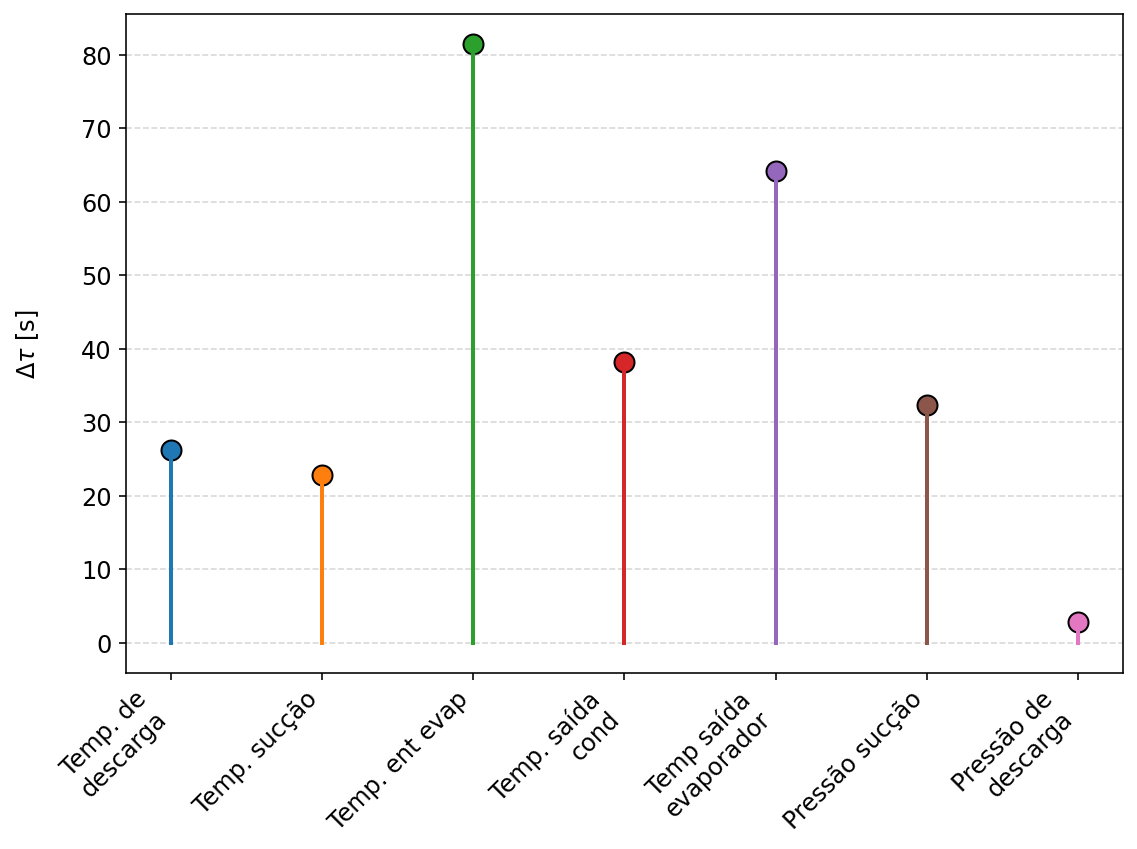 Δτ [s]
80
70
60
50
40
30
20
10
0
Temp. de
descarga
Temp. sucção
Temp. ent evap
Temp. saída
cond
Temp saída
evaporador
Pressão sucção
Pressão de
descarga